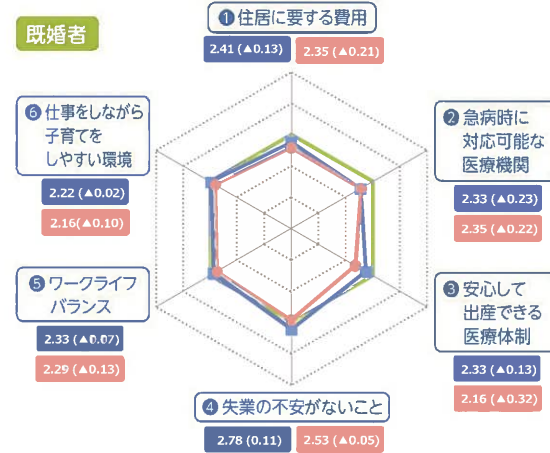 既婚者
❶住居に要する費用
2.41 (▲0.13) 2.35 (▲0.21)
❷急病時に
対応可能な
医療機関
2.33 (▲0.23)
2.35 (▲0.22)
❸安心して
出産できる
医療体制
2.33 (▲0.13)
2.16 (▲0.32)
❹失業の不安がないこと
2.78 (0.11) 2.53 (▲0.05)
❺ワークライフ
バランス
2.33 (▲0.07)
2.29 (▲0.13)
❻仕事をしながら
子育てを
しやすい環境
2.22 (▲0.02)
2.16(▲0.10)